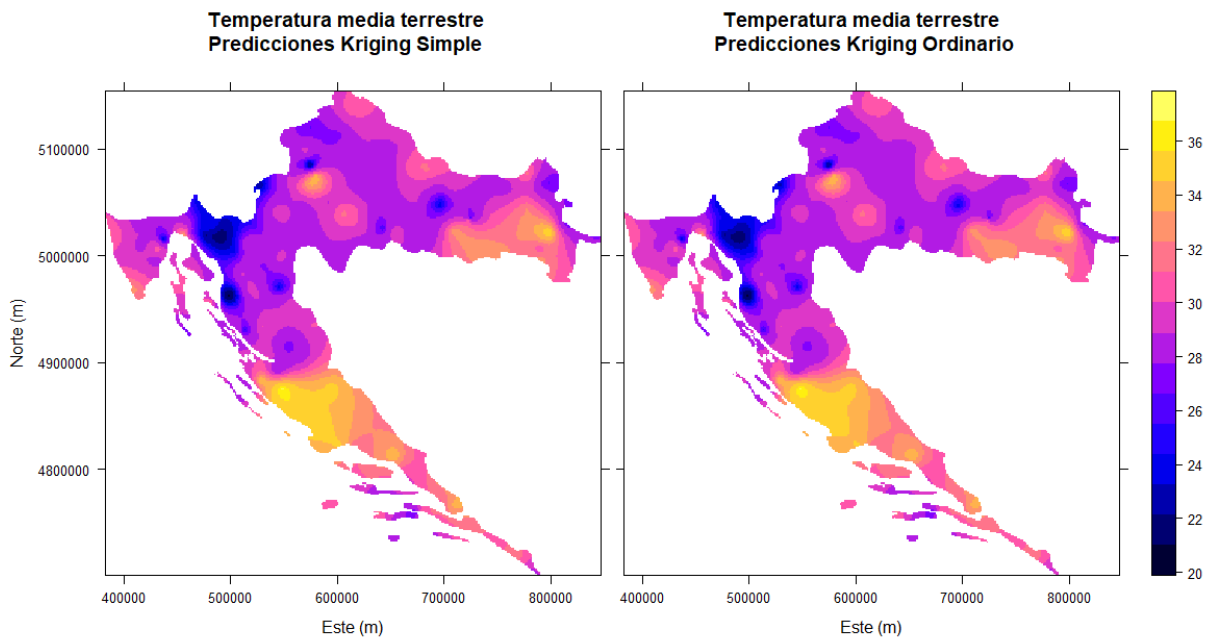 Temperatura media terrestre
Predicciones Kriging Simple
Temperatura media terrestre
Predicciones Kriging Ordinario
Norte (m)
5100000
5000000
4900000
4800000
400000 500000 600000 700000 800000
Este (m)
400000 500000 600000 700000 800000
Este (m)
36
34
32
30
28
26
24
22
20